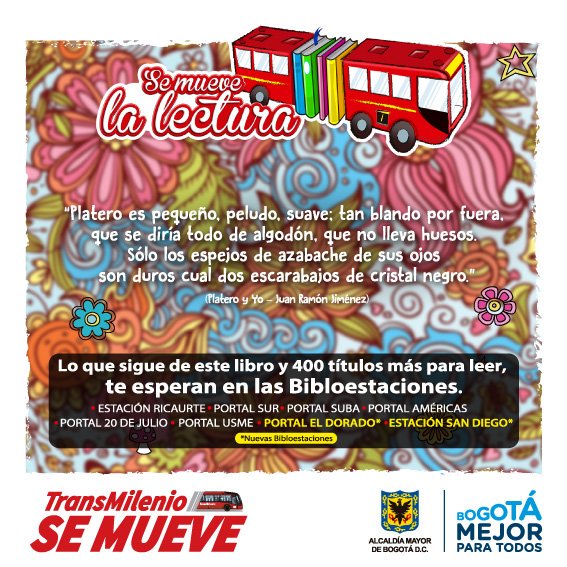 Se mueve
la lectura
"Platero es pequeño, peludo, suave; tan blando por fuera,
que se diría todo de algodón, que no lleva huesos.
Sólo los espejos de azabache de sus ojos
son duros cual dos escarabajos de cristal negro."
(Platero y Yo - Juan Ramón Jiménez)
Lo que sigue de este libro y 400 títulos más para leer,
te esperan en las Bibloestaciones.
• ESTACIÓN RICAURTE • PORTAL SUR • PORTAL SUBA • PORTAL AMÉRICAS
• PORTAL 20 DE JULIO • PORTAL USME • PORTAL EL DORADO* • ESTACIÓN SAN DIEGO*
*Nuevas Bibloestaciones
TransMilenio
SE MUEVE
ALCALDÍA MAYOR
DE BOGOTÁ D.C.
BOGOTÁ
MEJOR
PARA TODOS